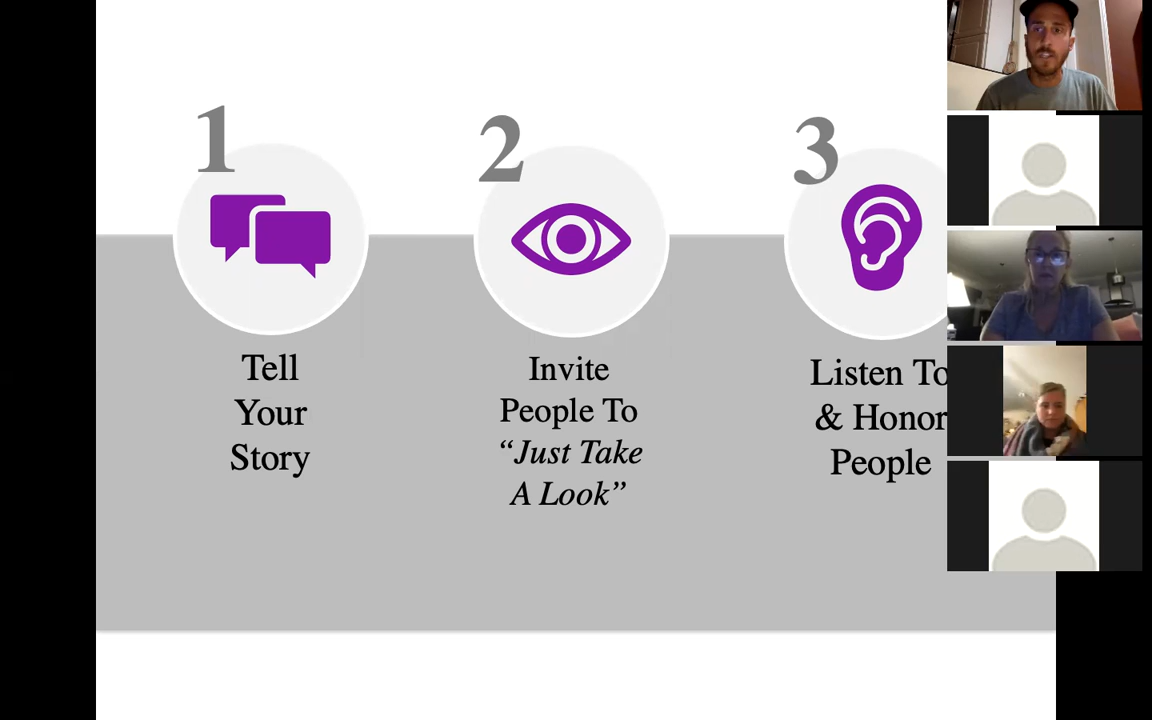 1
Tell
Your
Story
2
Invite
People To
“Just Take
A Look”
3
Listen To
& Honor
People